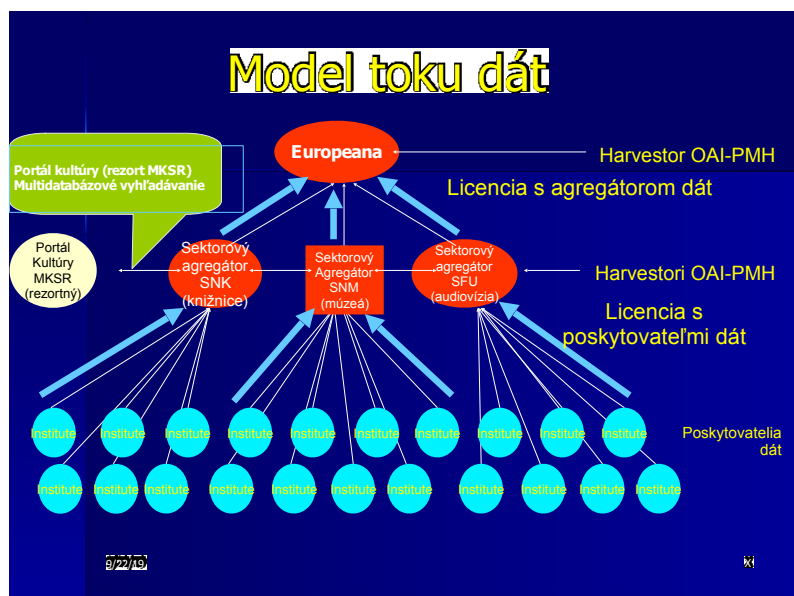 Model toku dát
Europeana
Harvestor OAI-PMH
Portál kultúry (rezort MKSR)
Multidatabázové vyhľadávanie
Licencia s agregátorom dát
Portál
Kultúry
MKSR
(rezortný)
Sektorový
agregátor
SNK
(knižnice)
Sektorový
Agregátor
SNM
(múzeá)
Sektorový
agregátor
SFU
(audiovízia)
Harvestori OAI-PMH
Licencia s
poskytovateľmi dát
Institute
Institute
Institute
Institute
Institute
Institute
Institute
Institute
Institute
Institute
Poskytovatelia
dát
Institute
Institute
Institute
Institute
Institute
Institute
Institute
Institute
Institute
Institute
Institute
9/22/19